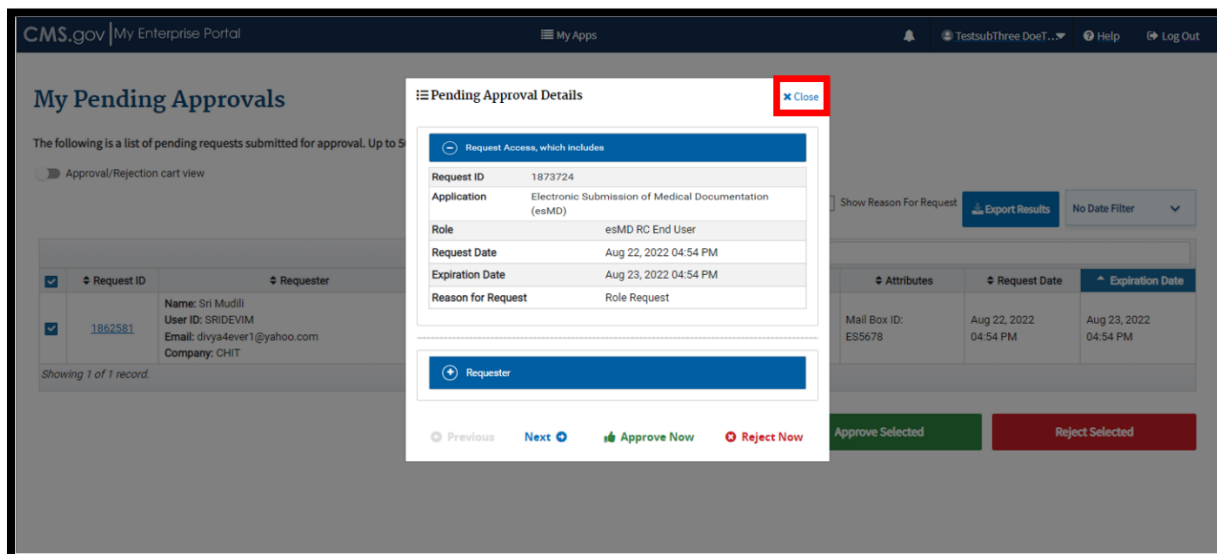 CMS.gov My Enterprise Portal
My Apps
TestsubThree DoeT...
Help
Log Out
My Pending Approvals
The following is a list of pending requests submitted for approval. Up to 5
Approval/Rejection cart view
Show Reason For Request
Export Results
No Date Filter
Pending Approval Details
Close
Request Access, which includes
Request ID 1873724
Application Electronic Submission of Medical Documentation
(esMD)
Role esMD RC End User
Request Date Aug 22, 2022 04:54 PM
Expiration Date Aug 23, 2022 04:54 PM
Reason for Request Role Request
Requester
Previous Next Approve Now Reject Now
Request ID Requester Attributes Request Date Expiration Date
1862581
Name: Sri Mudili
User ID: SRIDEVIM
Email: divya4ever1@yahoo.com
Company: CHIT
Mail Box ID:
ES5678
Aug 22, 2022
04:54 PM
Aug 23, 2022
04:54 PM
Showing 1 of 1 record.
Approve Selected
Reject Selected